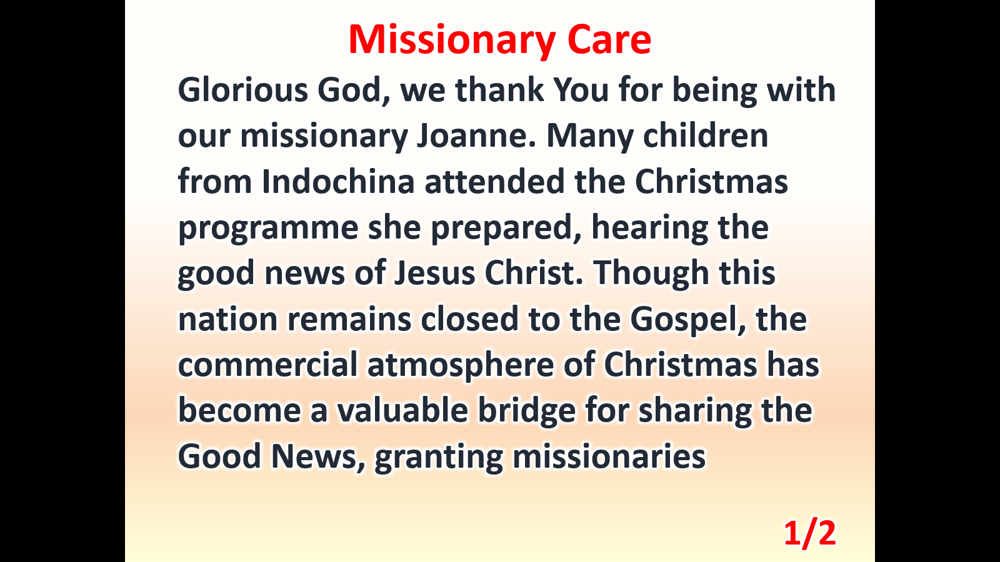 Missionary Care
Glorious God, we thank You for being with
our missionary Joanne. Many children
from Indochina attended the Christmas
programme she prepared, hearing the
good news of Jesus Christ. Though this
nation remains closed to the Gospel, the
commercial atmosphere of Christmas has
become a valuable bridge for sharing the
Good News, granting missionaries
1/2